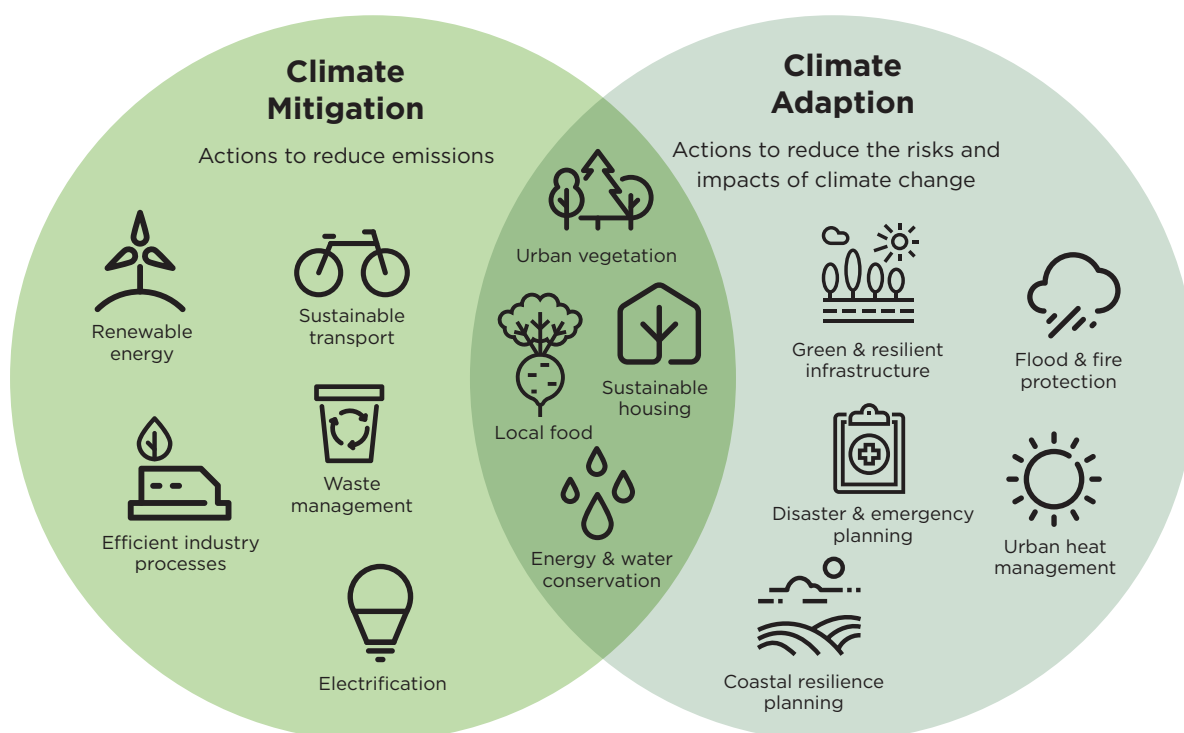 Climate
Mitigation
Actions to reduce emissions
Renewable
energy
Sustainable
transport
Waste
management
Efficient industry
processes
Electrification
Urban vegetation
Sustainable
housing
Local food
Energy & water
conservation
Climate
Adaption
Actions to reduce the risks and
impacts of climate change
Green & resilient
infrastructure
Flood & fire
protection
Disaster & emergency
planning
Urban heat
management
Coastal resilience
planning